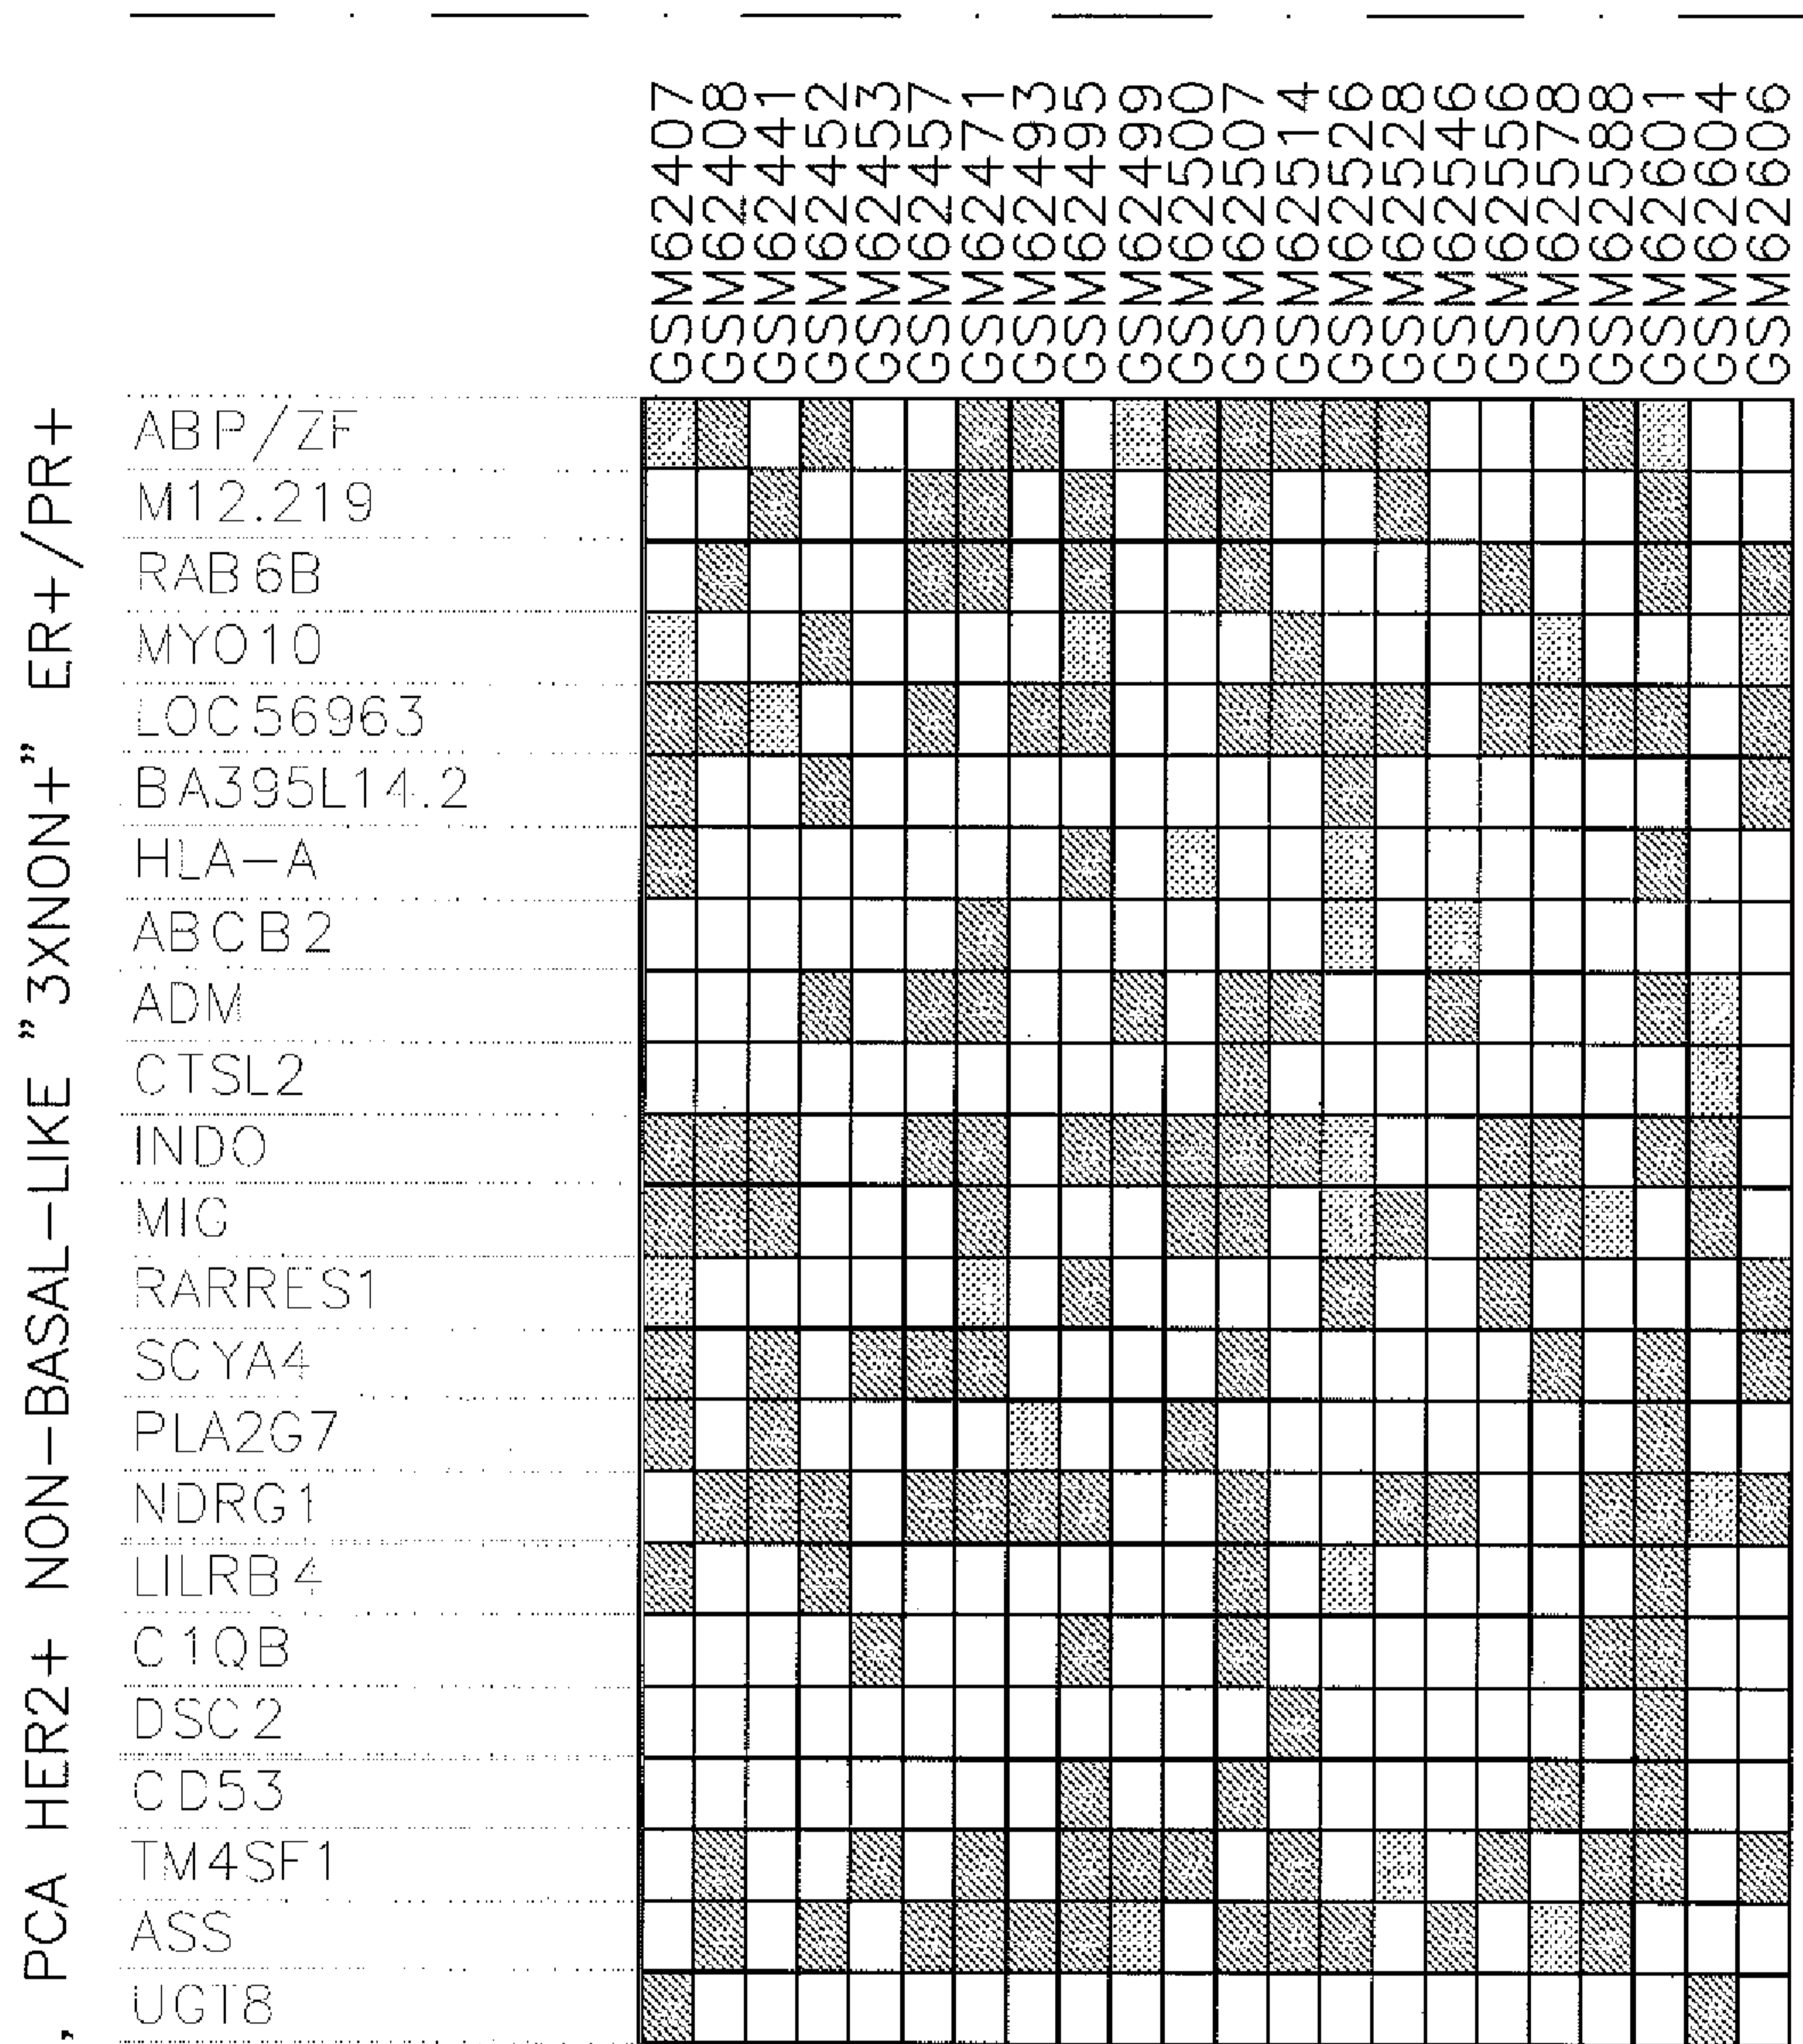 GSM62407
GSM62408
GSM62441
GSM62452
GSM62453
GSM62457
GSM62471
GSM62493
GSM62495
GSM62499
GSM62500
GSM62507
GSM62514
GSM62526
GSM62528
GSM62546
GSM62556
GSM62578
GSM62588
GSM62601
GSM62604
GSM62606
, PCA HER2+ NON-BASAL-LIKE "3XNON+" ER+/PR+
ABP/ZF
M12.219
RAB6B
MYO10
LOC56963
BA395L14.2
HLA-A
ABCB2
ADM
CTSL2
INDO
MIG
RARRES1
SCYA4
PLA2G7
NDRG1
LILRB4
C1QB
DSC2
CD53
TM4SF1
ASS
UGT8